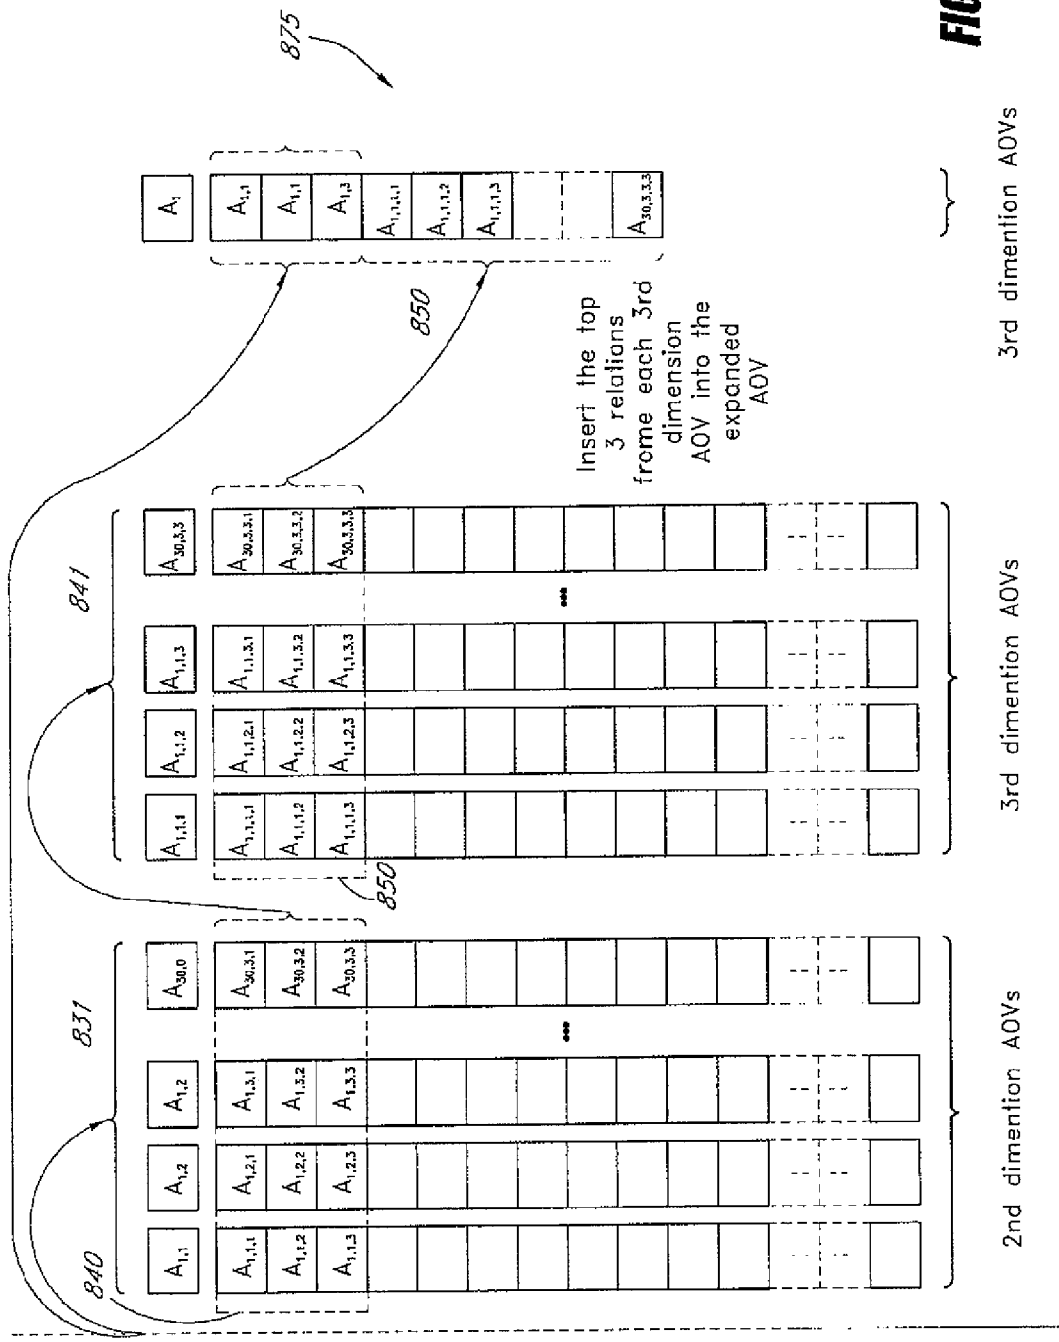 840 831 841 875
A1,1 A1,2 A1,2 A30,0 A1,1,1 A1,1,2 A1,1,3 A30,3,3 A1
A1,1,1 A1,2,1 A1,3,1 A30,3,1 A1,1,1,1 A1,1,2,1 A1,1,3,1 A30,3,3,1 A1,1
A1,1,2 A1,2,2 A1,3,2 A30,3,2 A1,1,1,2 A1,1,2,2 A1,1,3,2 A30,3,3,2 A1,1
A1,1,3 A1,2,3 A1,3,3 A30,3,3 A1,1,1,3 A1,1,2,3 A1,1,3,3 A30,3,3,3 A1,3
850 850
A1,1,1,1
A1,1,1,2
A1,1,1,3
A30,3,3,3
Insert the top
3 relations
frome each 3rd
dimension
AOV into the
expanded
AOV
2nd dimention AOVs 3rd dimention AOVs 3rd dimention AOVs